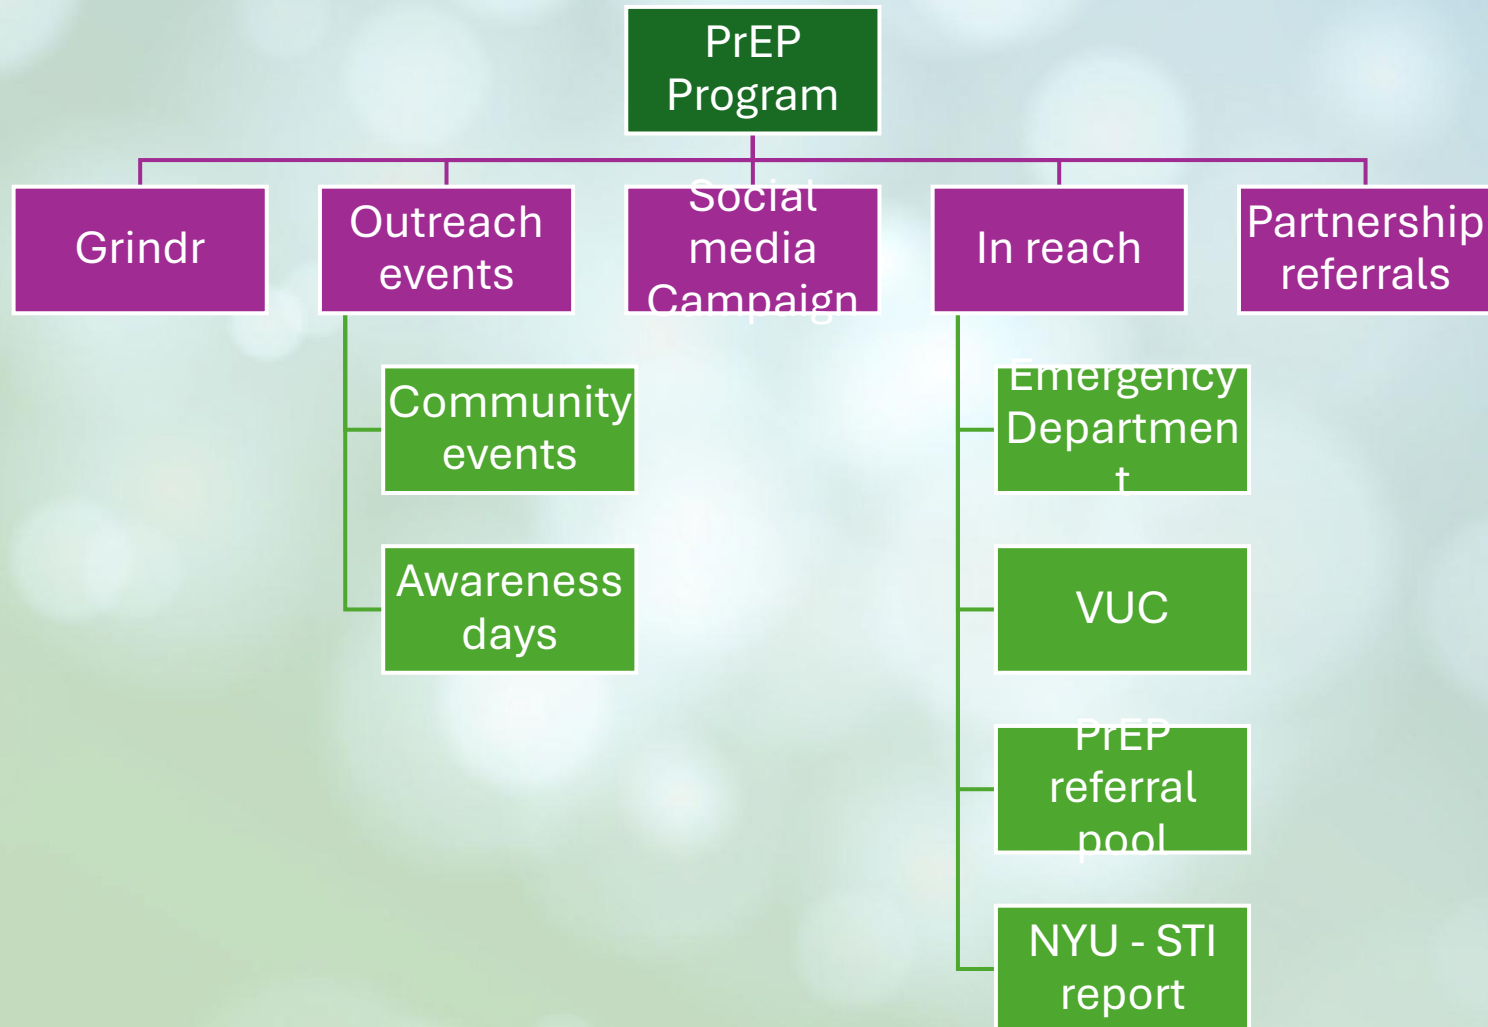 PrEP
Program
Grindr
Outreach
events
Social
media
Campaign
In reach
Partnership
referrals
Community
events
Awareness
days
Emergency
Departmen
t
VUC
PrEP
referral
pool
NYU - STI
report